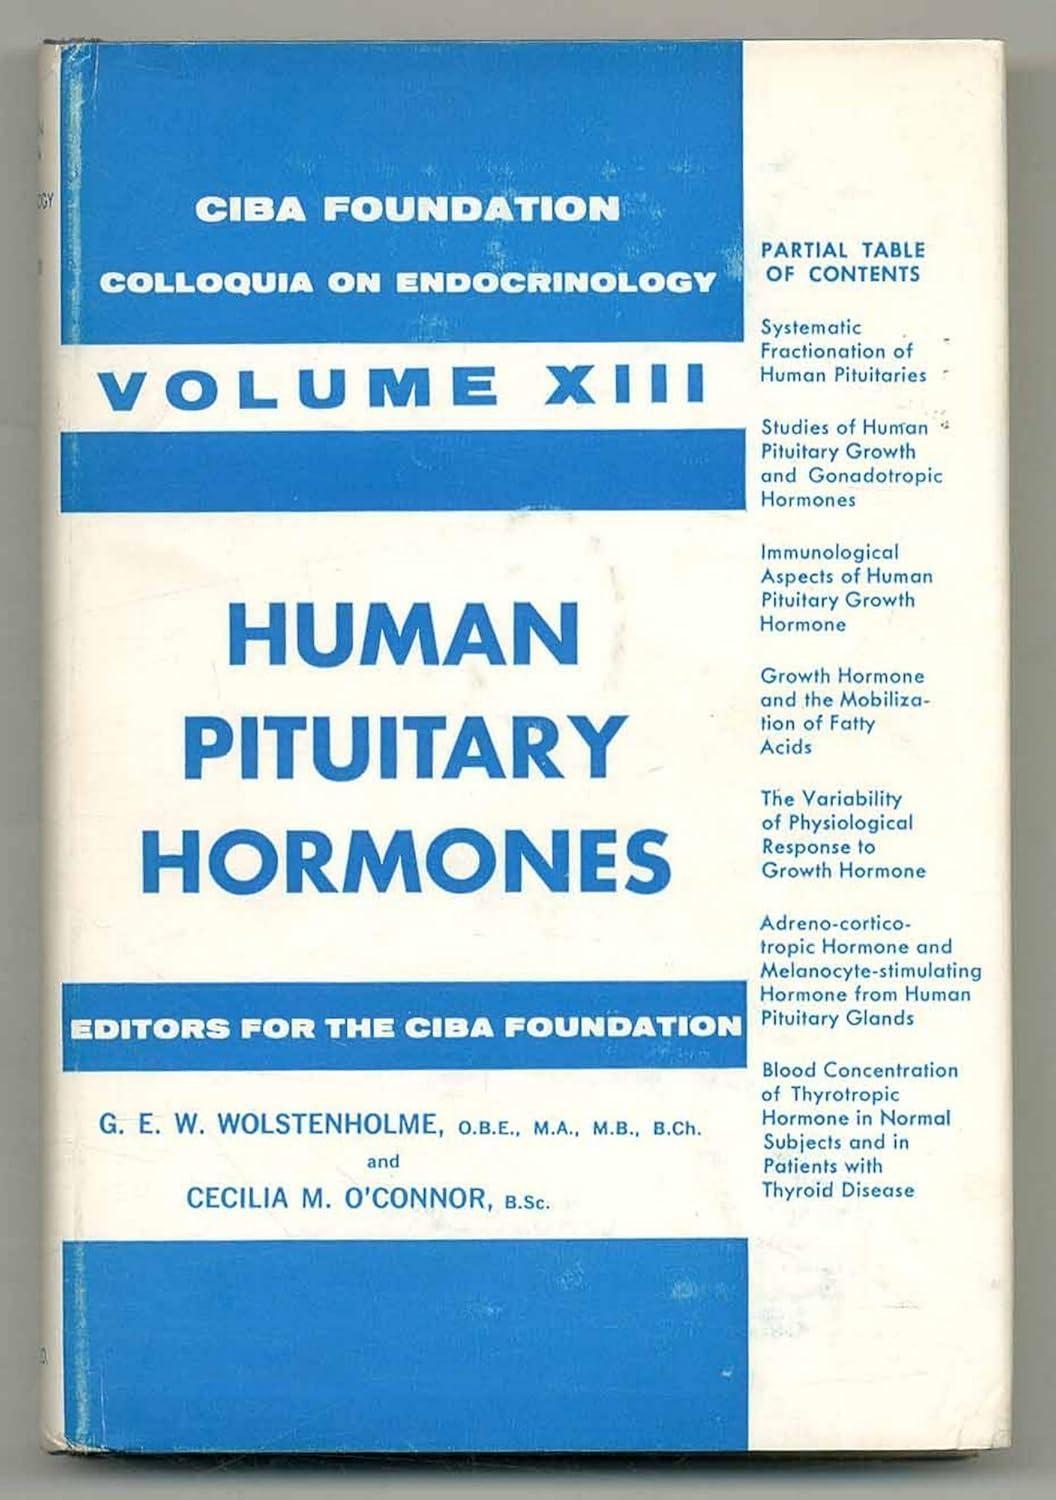 CIBA FOUNDATION
COLLOQUIA ON ENDOCRINOLOGY
VOLUME XIII
HUMAN
PITUITARY
HORMONES
EDITORS FOR THE CIBA FOUNDATION
G. E. W. WOLSTENHOLME, O.B.E., M.A., M.B., B.Ch.
and
CECILIA M. O'CONNOR, B.Sc.
PARTIAL TABLE
OF CONTENTS
Systematic
Fractionation of
Human Pituitaries
Studies of Human
Pituitary Growth
and Gonadotropic
Hormones
Immunological
Aspects of Human
Pituitary Growth
Hormone
Growth Hormone
and the Mobiliza-
tion of Fatty
Acids
The Variability
of Physiological
Response to
Growth Hormone
Adreno-cortico-
tropic Hormone and
Melanocyte-stimulating
Hormone from Human
Pituitary Glands
Blood Concentration
of Thyrotropic
Hormone in Normal
Subjects and in
Patients with
Thyroid Disease